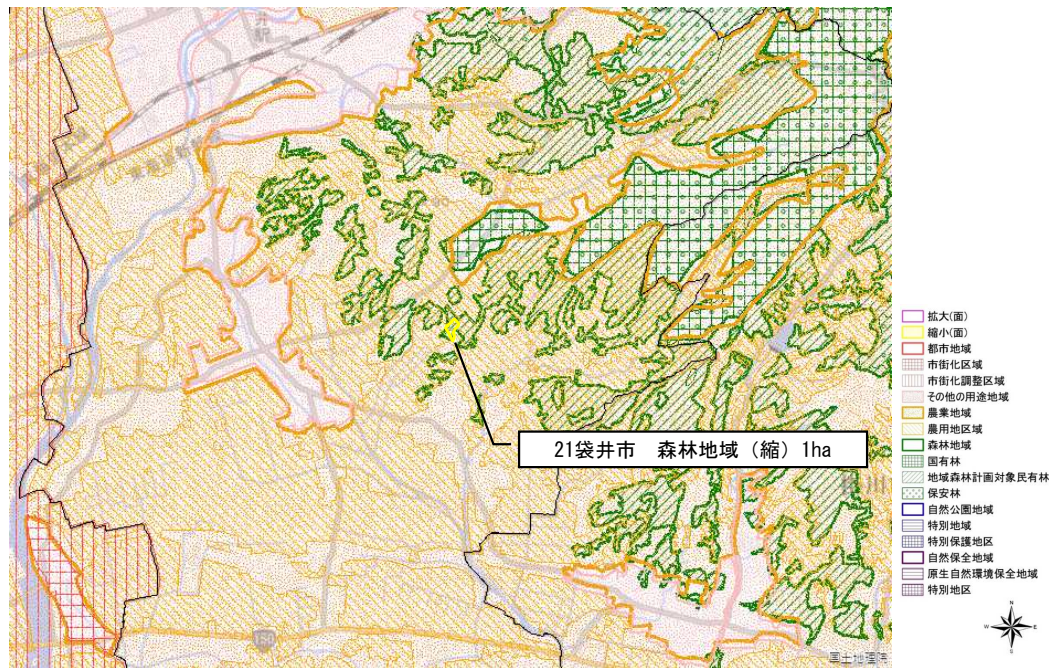 21袋井市 森林地域（縮）1ha
150
国土地理院
拡大(面)
縮小(面)
都市地域
市街化区域
市街化調整区域
その他の用途地域
農業地域
農用地区域
森林地域
国有林
地域森林計画対象民有林
保安林
自然公園地域
特別地域
特別保護地区
自然保全地域
原生自然環境保全地域
特別地区
N
W
E
S